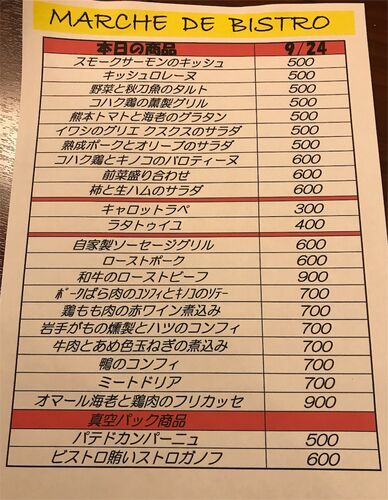 MARCHE DE BISTRO
本日の商品 9/24
スモークサーモンのキッシュ 500
キッシュロレーヌ 500
野菜と秋刀魚のタルト 500
コハク鶏の薫製グリル 500
熊本トマトと海老のグラタン 500
イワシのグリエ クスクスのサラダ 500
熟成ポークとオリーブのサラダ 500
コハク鶏とキノコのバロティーヌ 600
前菜盛り合わせ 600
柿と生ハムのサラダ 600
キャロットラペ 300
ラタトゥイユ 400
自家製ソーセージグリル 600
ローストポーク 600
和牛のローストビーフ 900
ポークばら肉のコンフィとキノコのソテー 700
鶏もも肉の赤ワイン煮込み 700
岩手がもの燻製とハツのコンフィ 700
牛肉とあめ色玉ねぎの煮込み 700
鴨のコンフィ 700
ミートドリア 700
オマール海老と鶏肉のフリカッセ 900
真空パック商品
パテドカンパーニュ 500
ビストロ賄いストロガノフ 600